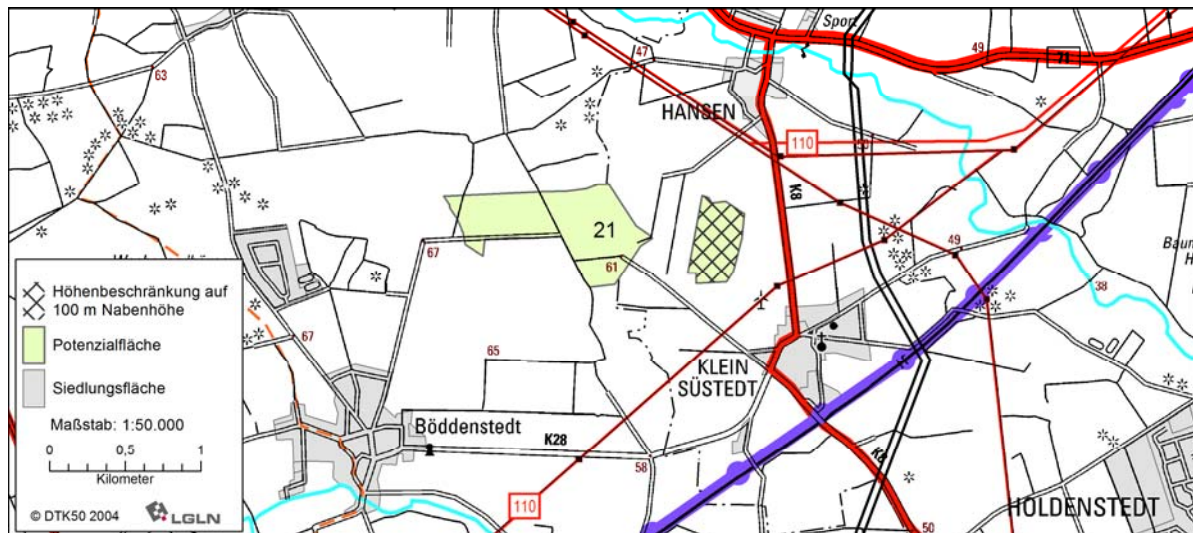 Sport
49
71
47
63
HANSEN
110
50
K8
21
67
61
49
38
67
65
KLEIN
SÜSTEDT
Böddenstedt
K28
58
110
HOLDENSTEDT
50
Höhenbeschränkung auf
100 m Nabenhöhe
Potenzialfläche
Siedlungsfläche
Maßstab: 1:50.000
0 0,5 1
Kilometer
© DTK50 2004 LGLN